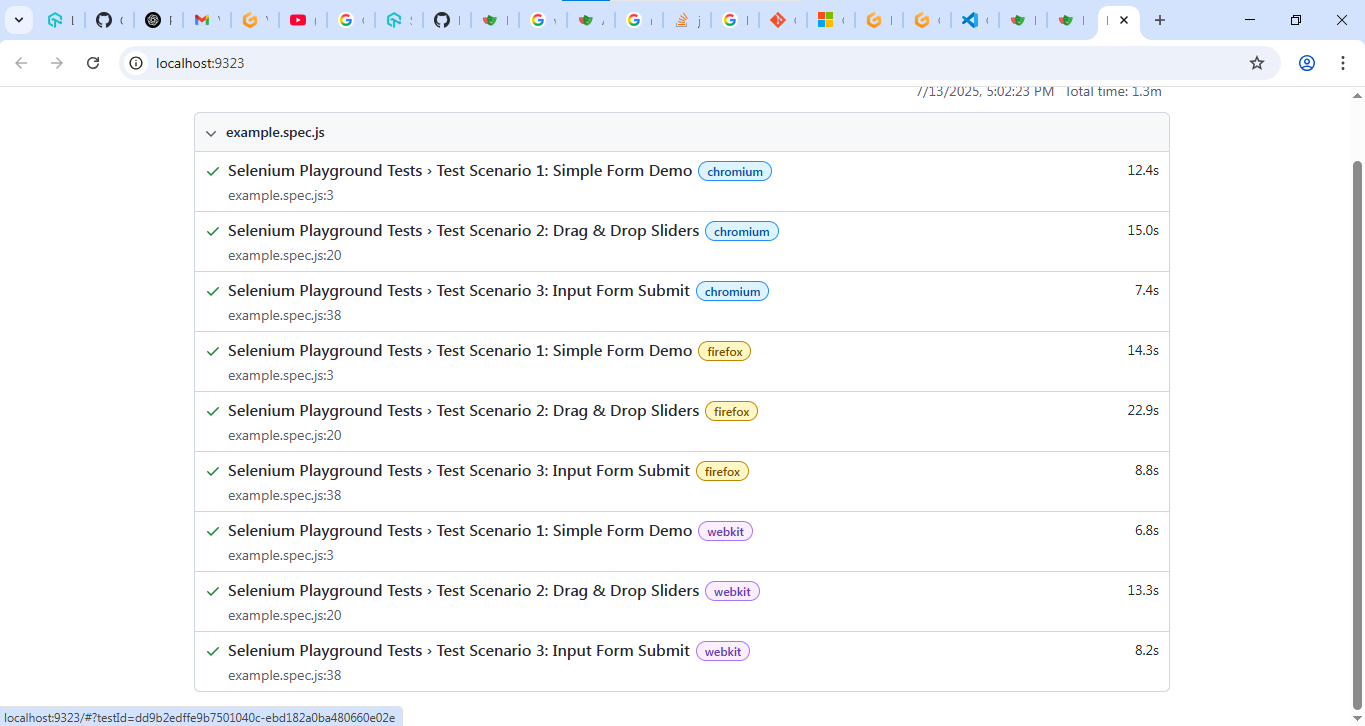 localhost:9323
7/13/2025, 5:02:23 PM Total time: 1.3m
example.spec.js
Selenium Playground Tests › Test Scenario 1: Simple Form Demo chromium 12.4s
example.spec.js:3
Selenium Playground Tests › Test Scenario 2: Drag & Drop Sliders chromium 15.0s
example.spec.js:20
Selenium Playground Tests › Test Scenario 3: Input Form Submit chromium 7.4s
example.spec.js:38
Selenium Playground Tests › Test Scenario 1: Simple Form Demo firefox 14.3s
example.spec.js:3
Selenium Playground Tests › Test Scenario 2: Drag & Drop Sliders firefox 22.9s
example.spec.js:20
Selenium Playground Tests › Test Scenario 3: Input Form Submit firefox 8.8s
example.spec.js:38
Selenium Playground Tests › Test Scenario 1: Simple Form Demo webkit 6.8s
example.spec.js:3
Selenium Playground Tests › Test Scenario 2: Drag & Drop Sliders webkit 13.3s
example.spec.js:20
Selenium Playground Tests › Test Scenario 3: Input Form Submit webkit 8.2s
example.spec.js:38
localhost:9323/#?testId=dd9b2edffe9b7501040c-ebd182a0ba480660e02e